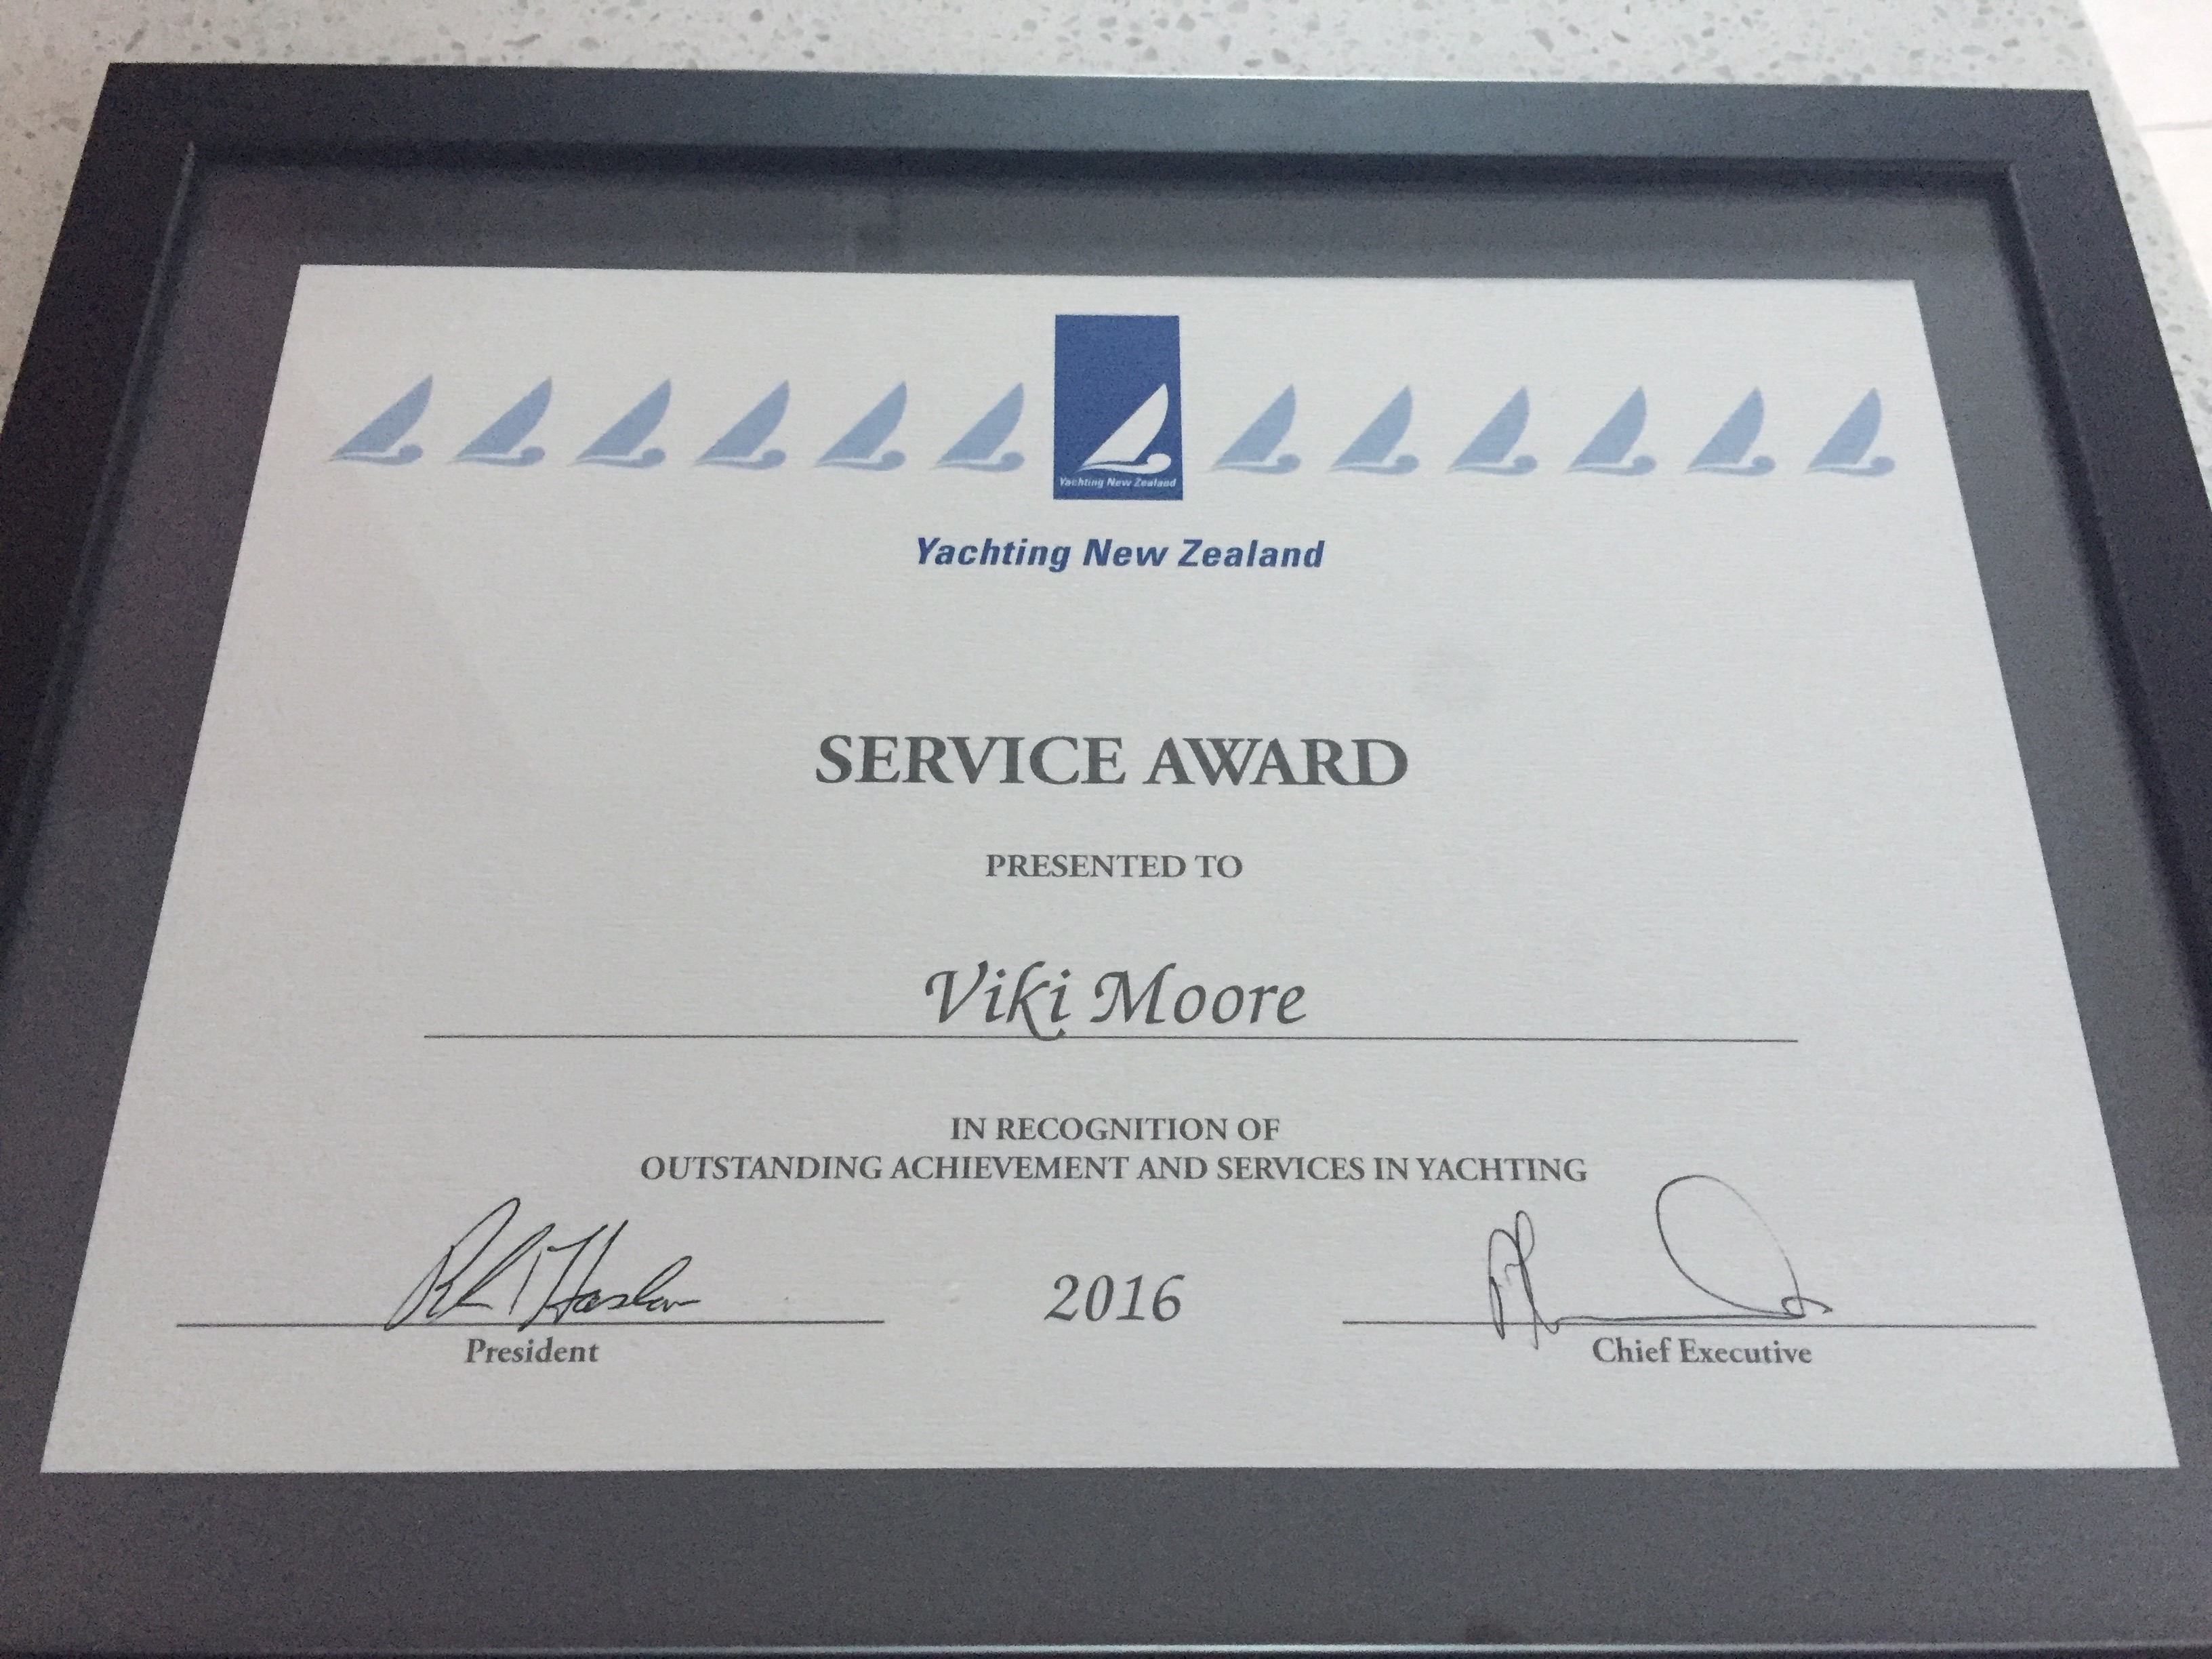 Yachting New Zealand
Yachting New Zealand
SERVICE AWARD
PRESENTED TO
Viki Moore
IN RECOGNITION OF
OUTSTANDING ACHIEVEMENT AND SERVICES IN YACHTING
2016
President
Chief Executive